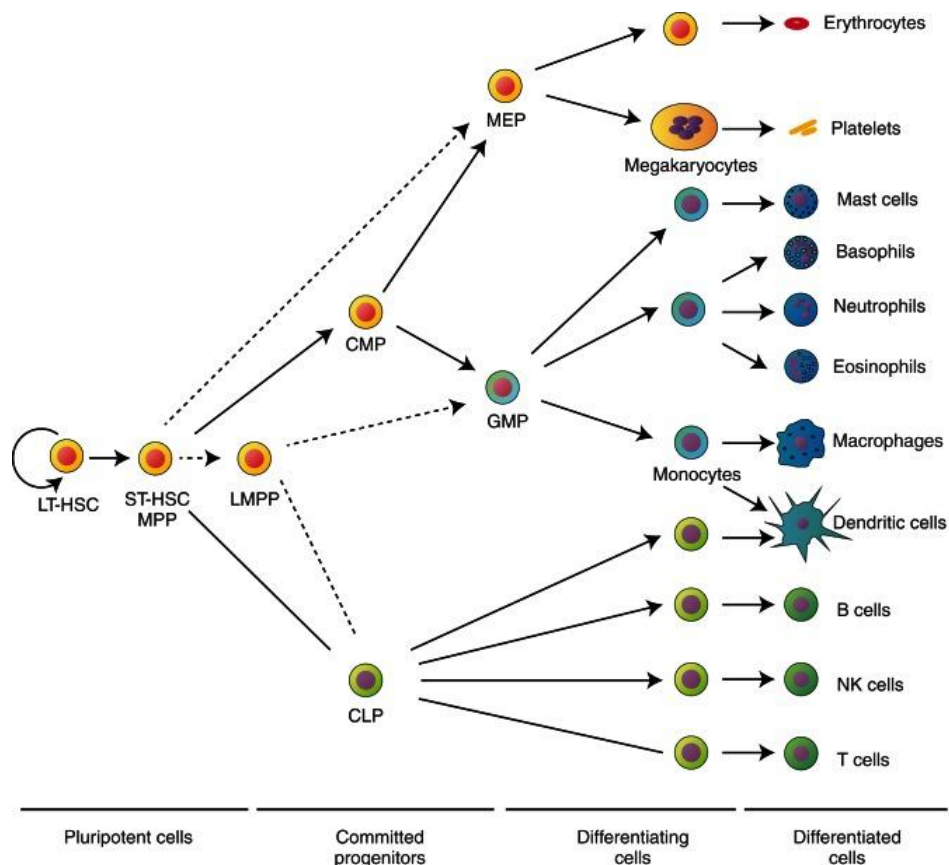 Erythrocytes
MEP
Platelets
Megakaryocytes
Mast cells
Basophils
CMP
Neutrophils
GMP
Eosinophils
Macrophages
Monocytes
LT-HSC
ST-HSC
MPP
LMPP
Dendritic cells
B cells
CLP
NK cells
T cells
Pluripotent cells
Committed
progenitors
Differentiating
cells
Differentiated
cells